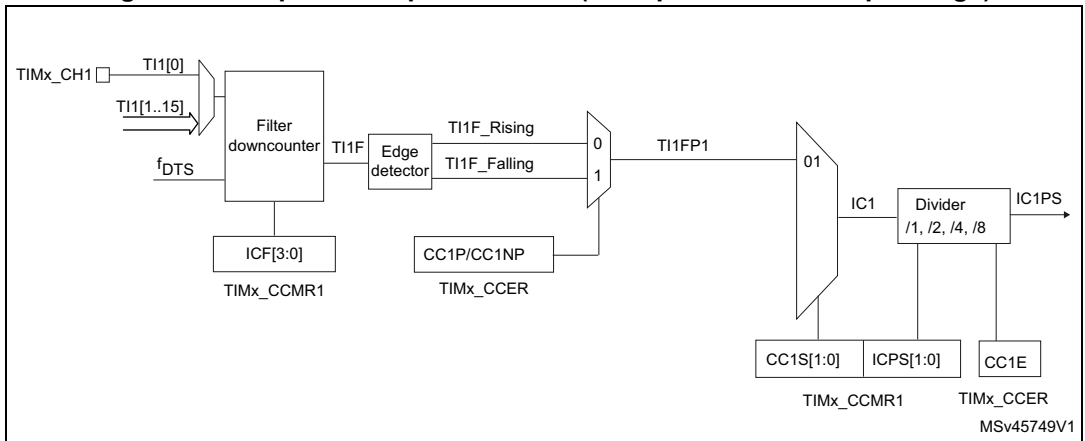 TIMx_CH1
TI1[0]
TI1[1..15]
fDTS
Filter
downcounter
ICF[3:0]
TIMx_CCMR1
TI1F
Edge
detector
TI1F_Rising
TI1F_Falling
0
1
CC1P/CC1NP
TIMx_CCER
TI1FP1
01
IC1
Divider
/1, /2, /4, /8
IC1PS
CC1S[1:0]
ICPS[1:0]
TIMx_CCMR1
CC1E
TIMx_CCER
MSv45749V1